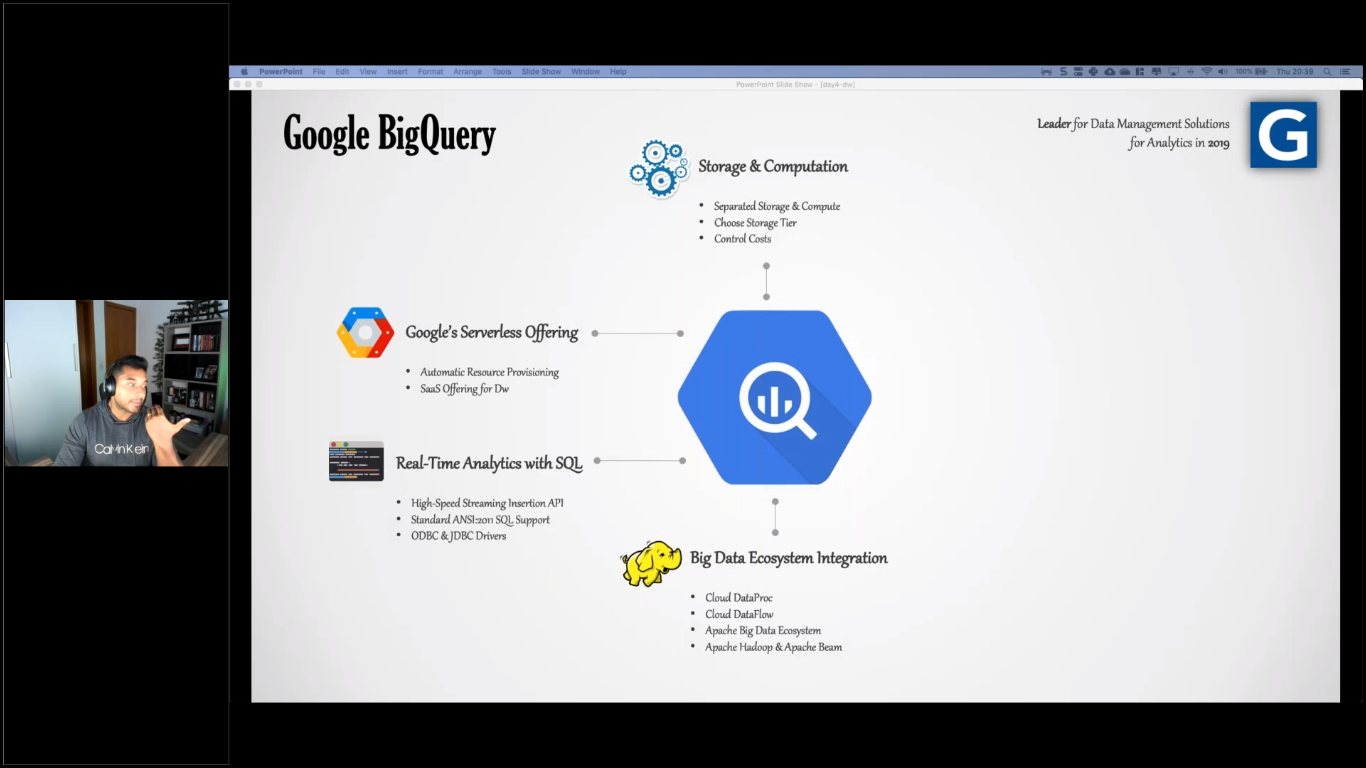 PowerPoint File Edit View Insert Format Arrange Tools Slide Show Window Help
100% Thu 20:39
PowerPoint Slide Show - [day4-dw]
Google BigQuery
Leader for Data Management Solutions
for Analytics in 2019
G
Storage & Computation
• Separated Storage & Compute
• Choose Storage Tier
• Control Costs
Google's Serverless Offering
• Automatic Resource Provisioning
• SaaS Offering for Dw
Real-Time Analytics with SQL
• High-Speed Streaming Insertion API
• Standard ANSI:2011 SQL Support
• ODBC & JDBC Drivers
Big Data Ecosystem Integration
• Cloud DataProc
• Cloud DataFlow
• Apache Big Data Ecosystem
• Apache Hadoop & Apache Beam
Calvin Klein